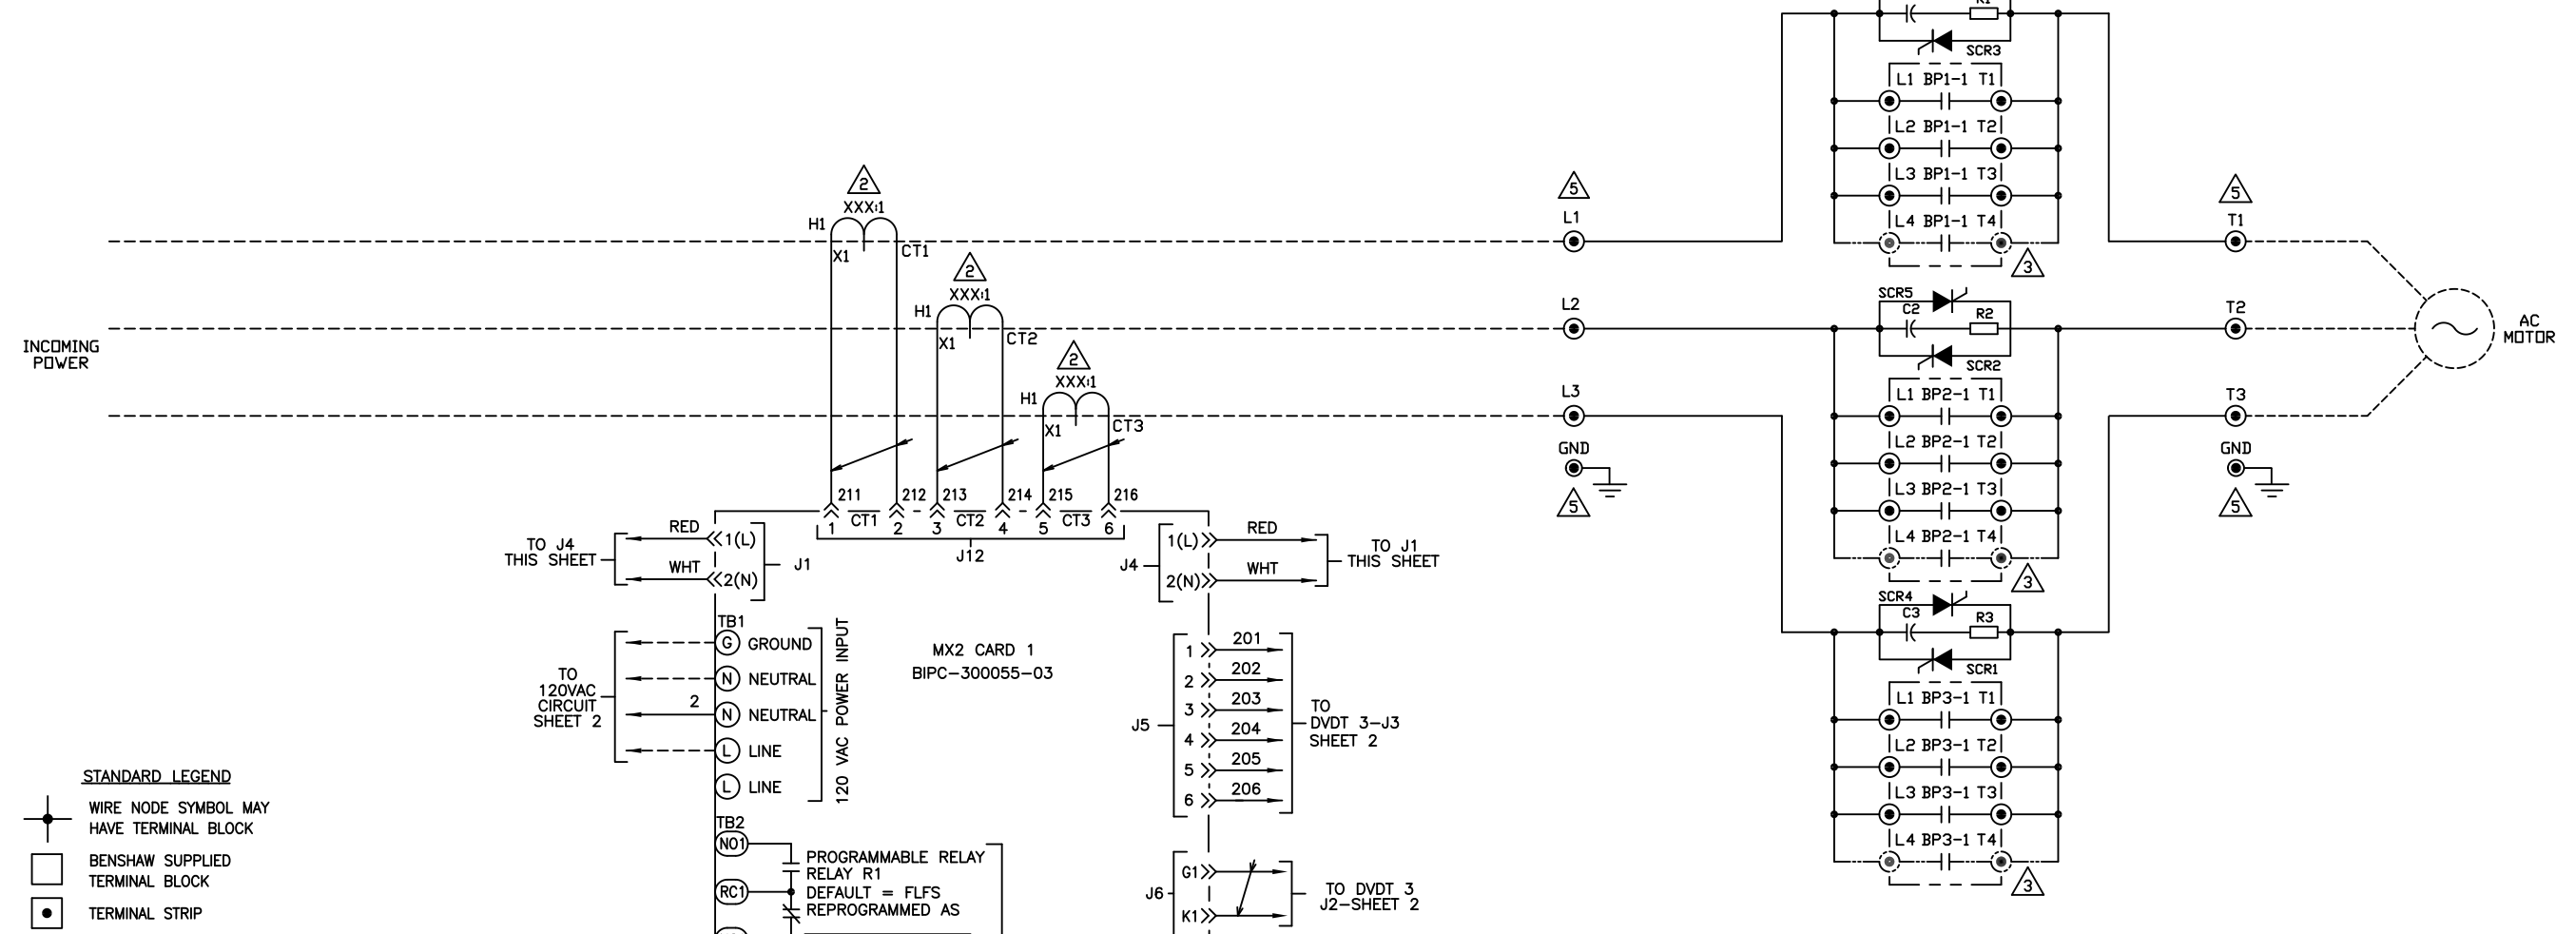 R1
SCR3
L1 BP1-1 T1
L2 BP1-1 T2
L3 BP1-1 T3
L4 BP1-1 T4
3
2
XXX:1
H1
X1
CT1
2
XXX:1
H1
X1
CT2
2
XXX:1
H1
X1
CT3
5
L1
L2
L3
GND
5
5
T1
T2
T3
GND
5
INCOMING
POWER
AC
MOTOR
SCR5
C2
R2
SCR2
L1 BP2-1 T1
L2 BP2-1 T2
L3 BP2-1 T3
L4 BP2-1 T4
3
SCR4
C3
R3
SCR1
L1 BP3-1 T1
L2 BP3-1 T2
L3 BP3-1 T3
L4 BP3-1 T4
3
211 212 213 214 215 216
CT1 CT2 CT3
1 2 3 4 5 6
J12
TO J4
THIS SHEET
RED
WHT
1(L)
2(N)
J1
J4
1(L)
2(N)
RED
WHT
TO J1
THIS SHEET
TO
120VAC
CIRCUIT
SHEET 2
2
TB1
G GROUND
N NEUTRAL
N NEUTRAL
L LINE
L LINE
120 VAC POWER INPUT
MX2 CARD 1
BIPC-300055-03
J5
1 201
2 202
3 203
4 204
5 205
6 206
TO
DVDT 3-J3
SHEET 2
TB2
NO1
RC1
PROGRAMMABLE RELAY
RELAY R1
DEFAULT = FLFS
REPROGRAMMED AS
J6
G1
K1
TO DVDT 3
J2-SHEET 2
STANDARD LEGEND
WIRE NODE SYMBOL MAY
HAVE TERMINAL BLOCK
BENSHAW SUPPLIED
TERMINAL BLOCK
TERMINAL STRIP